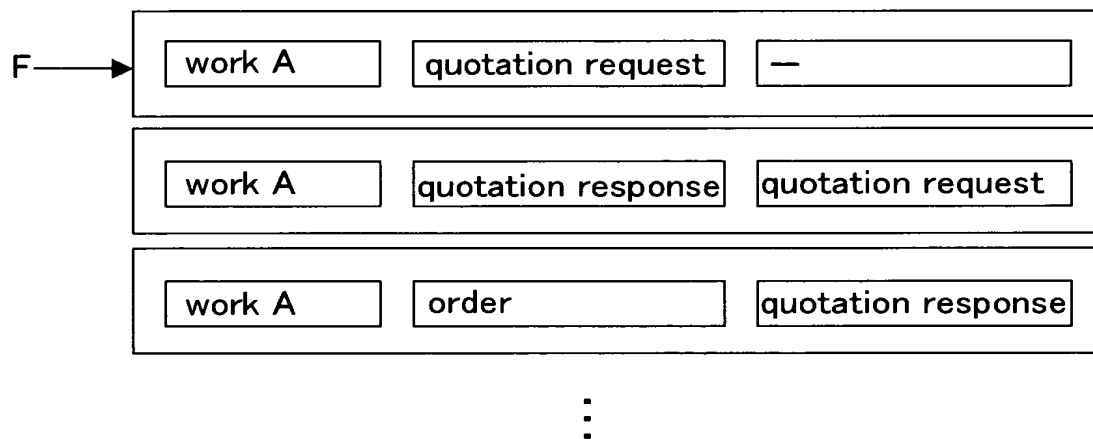 F work A quotation request —
work A quotation response quotation request
work A order quotation response
⋮